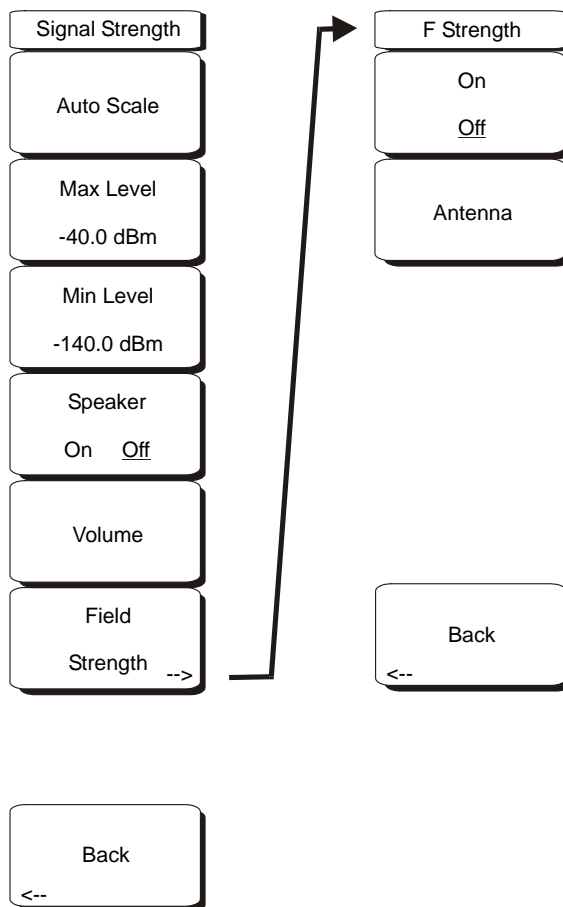 Signal Strength
Auto Scale
Max Level
-40.0 dBm
Min Level
-140.0 dBm
Speaker
On Off
Volume
Field
Strength -->
Back
<--
F Strength
On
Off
Antenna
Back
<--